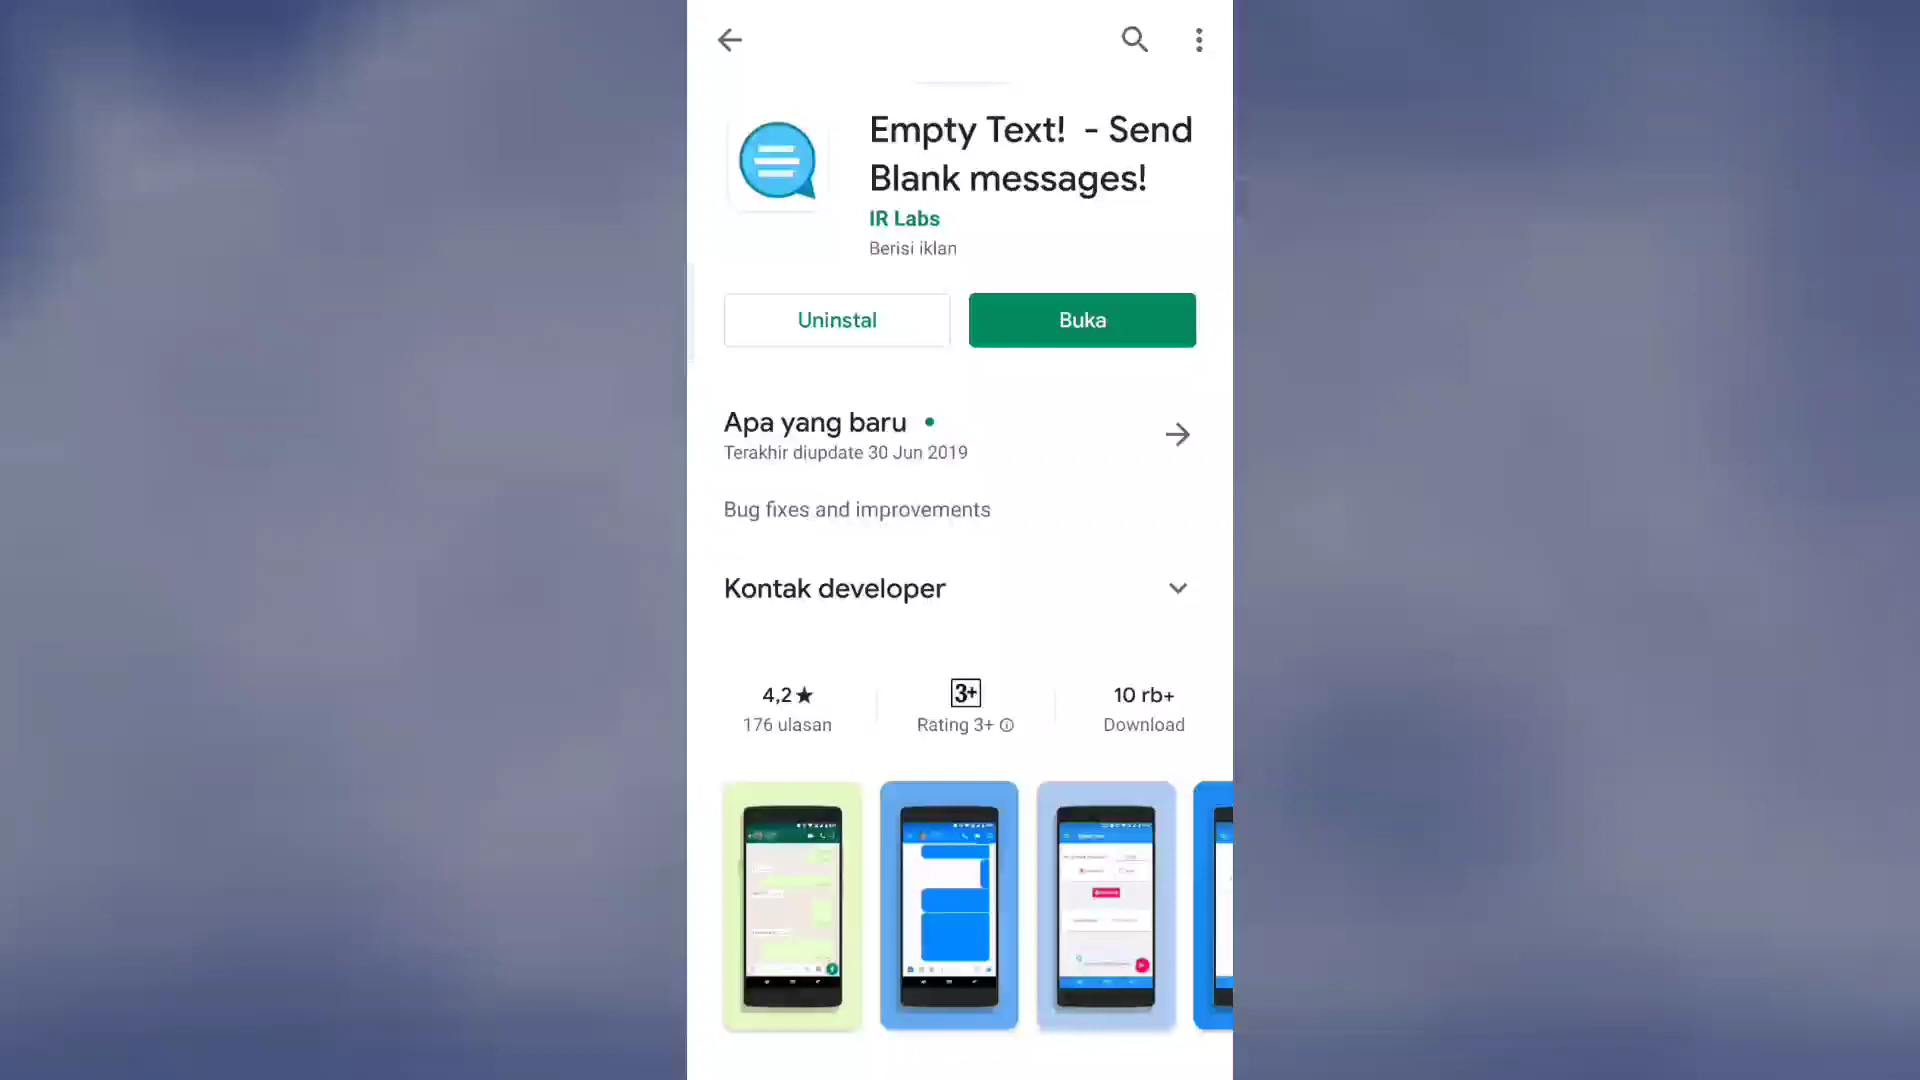 Empty Text! - Send
Blank messages!
IR Labs
Berisi iklan
Uninstal
Buka
Apa yang baru
Terakhir diupdate 30 Jun 2019
Bug fixes and improvements
Kontak developer
4,2★
176 ulasan
3+
Rating 3+
10 rb+
Download